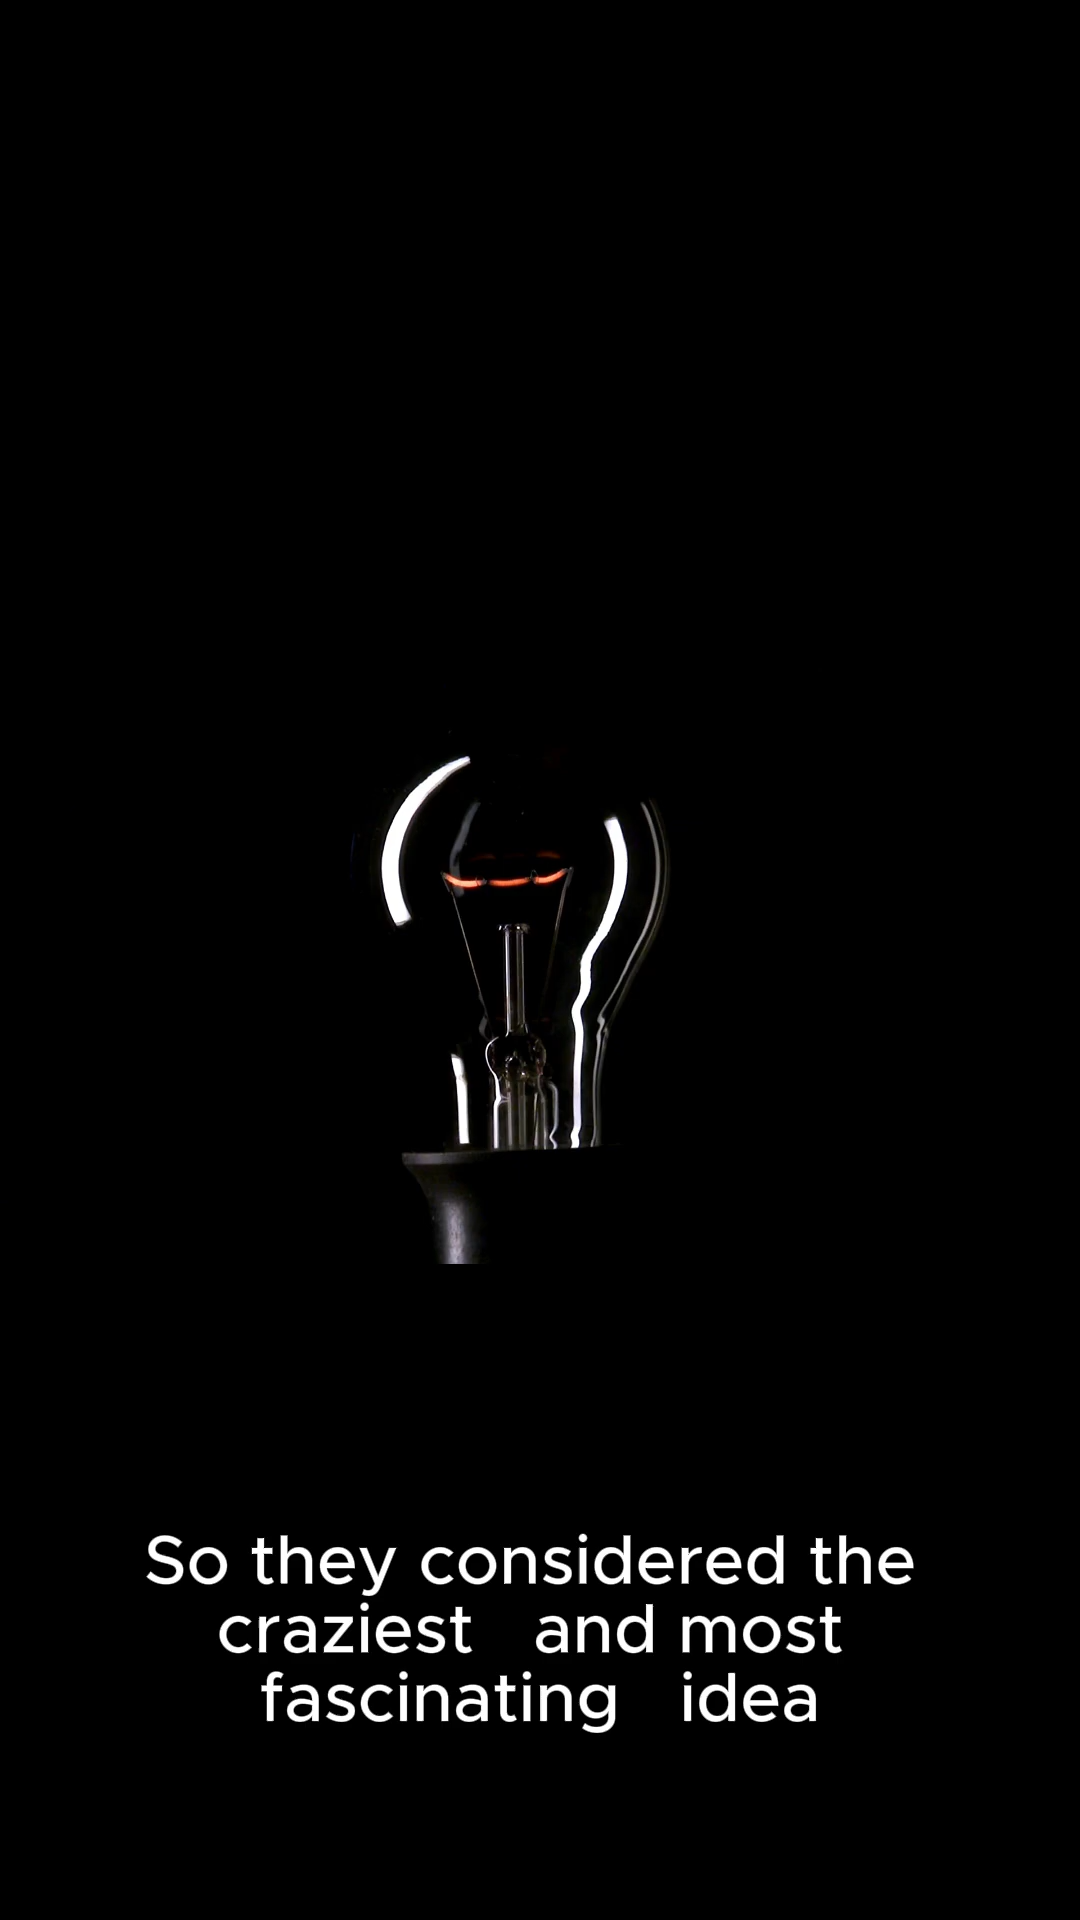 So they considered the
craziest and most
fascinating idea